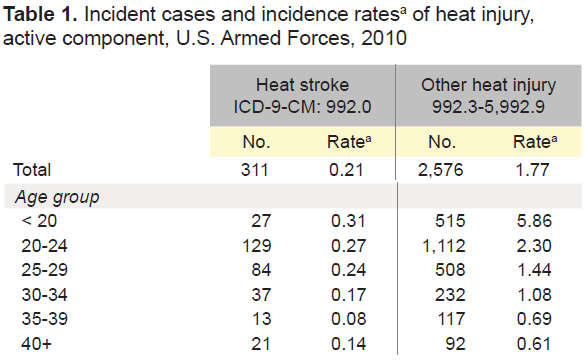 Table 1. Incident cases and incidence ratesª of heat injury,
active component, U.S. Armed Forces, 2010
Heat stroke Other heat injury
ICD-9-CM: 992.0 992.3-5,992.9
No. Rateª No. Rateª
Total 311 0.21 2,576 1.77
Age group
< 20 27 0.31 515 5.86
20-24 129 0.27 1,112 2.30
25-29 84 0.24 508 1.44
30-34 37 0.17 232 1.08
35-39 13 0.08 117 0.69
40+ 21 0.14 92 0.61